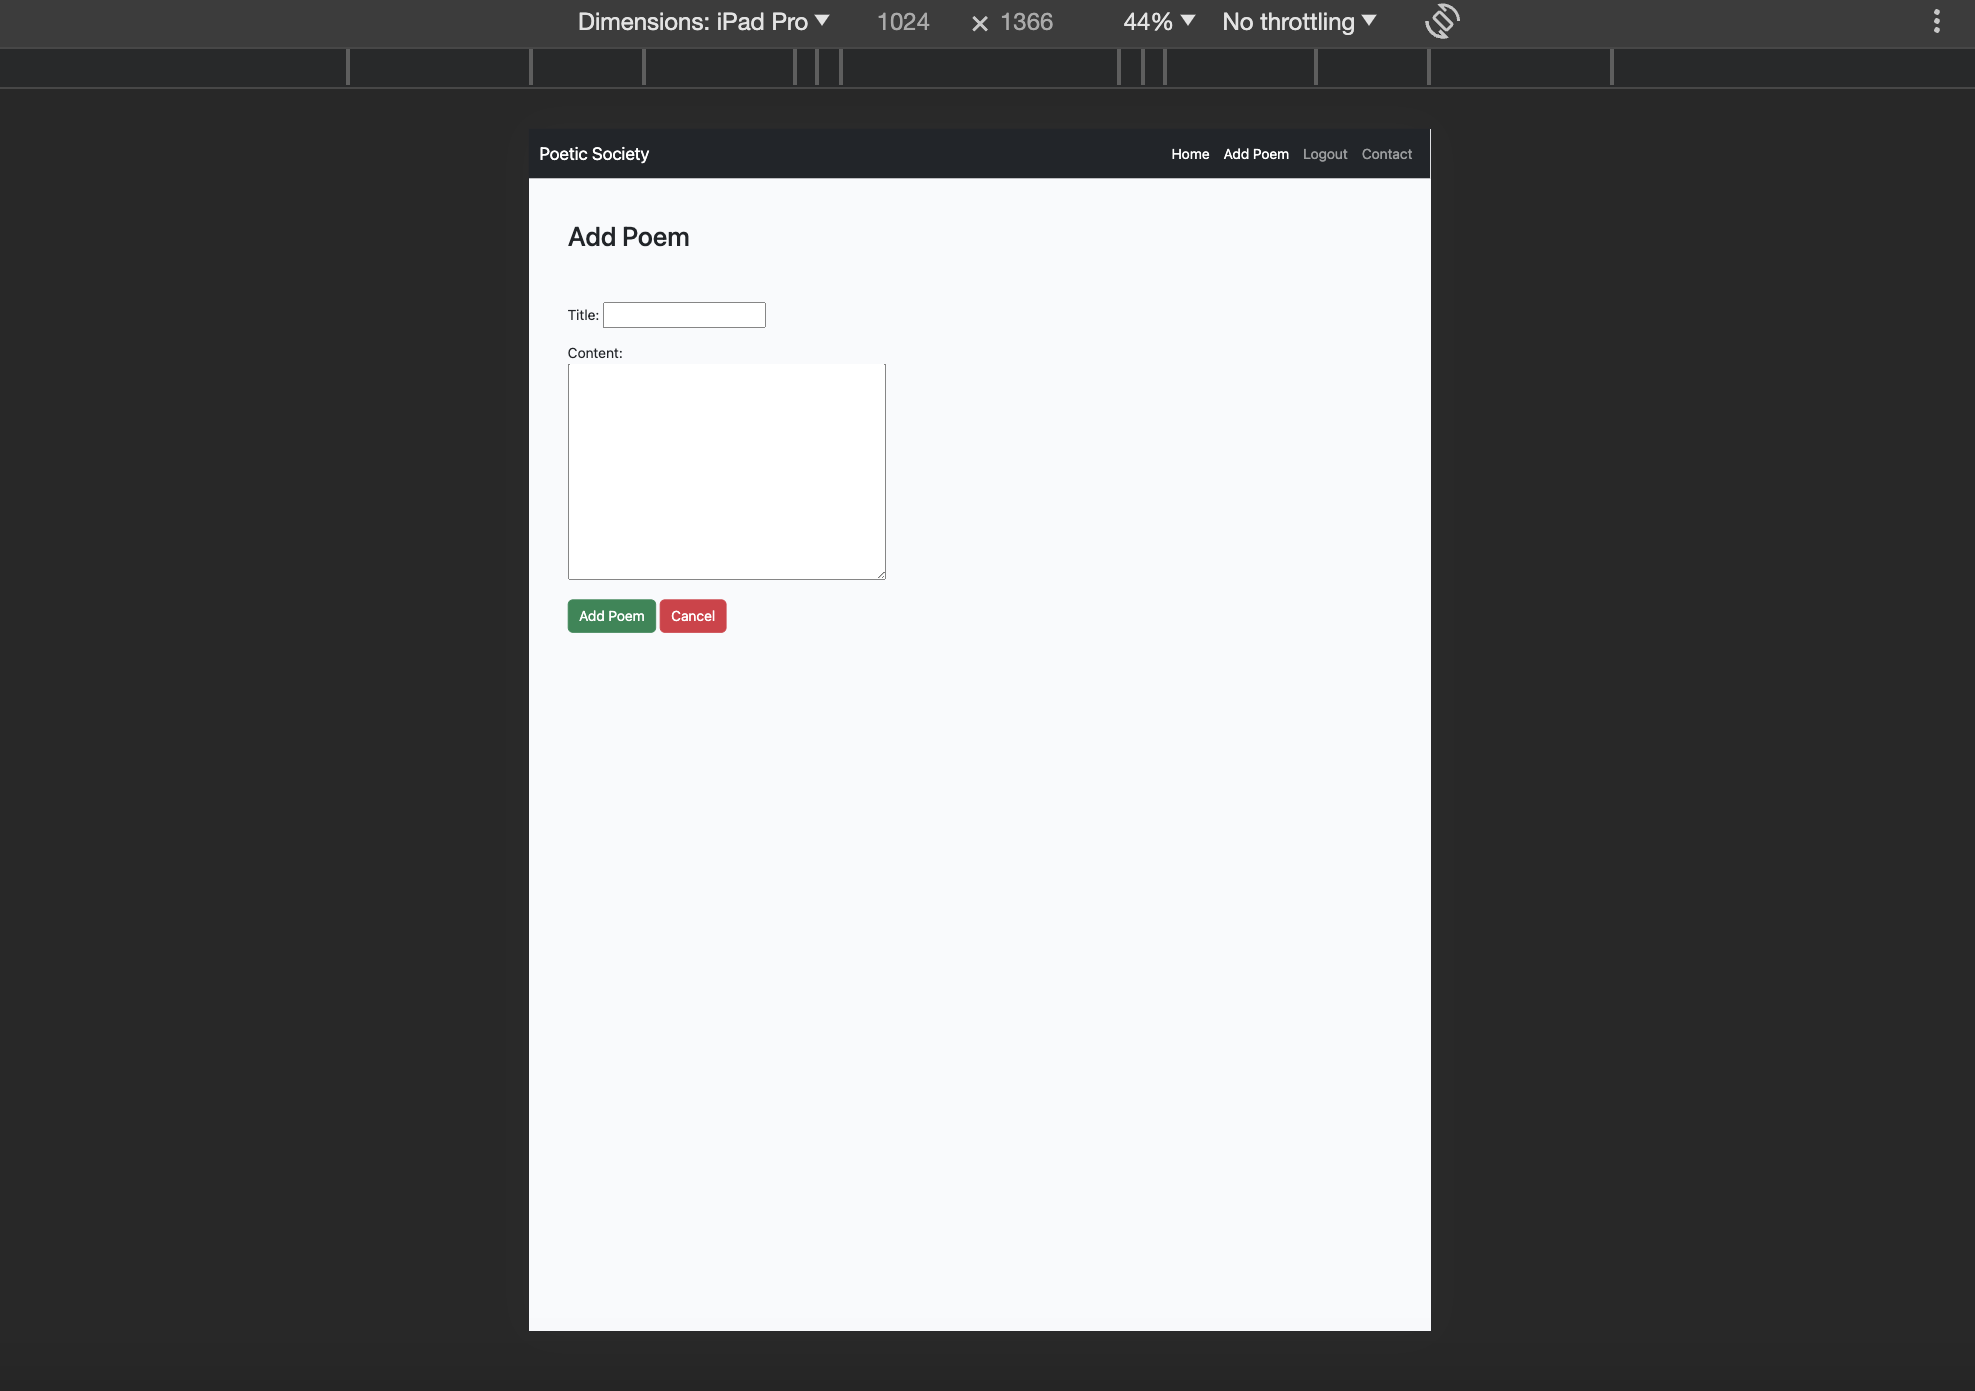 Dimensions: iPad Pro 1024 × 1366 44% No throttling
Poetic Society Home Add Poem Logout Contact
Add Poem
Title:
Content:
Add Poem Cancel